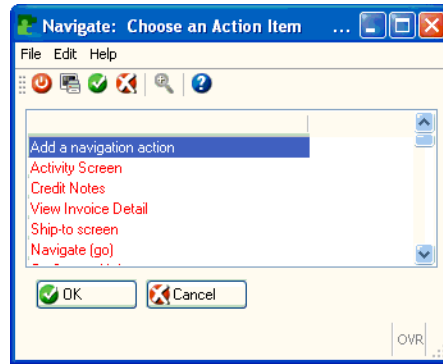 Navigate: Choose an Action Item ...
File Edit Help
Add a navigation action
Activity Screen
Credit Notes
View Invoice Detail
Ship-to screen
Navigate (go)
OK Cancel
OVR